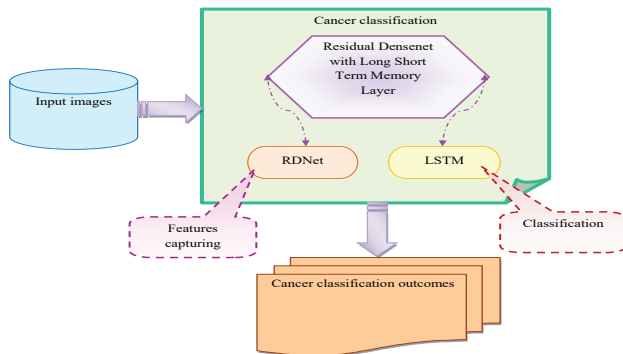 Cancer classification
Residual Densenet
with Long Short
Term Memory
Layer
Input images
RDNet
LSTM
Features
capturing
Classification
Cancer classification outcomes